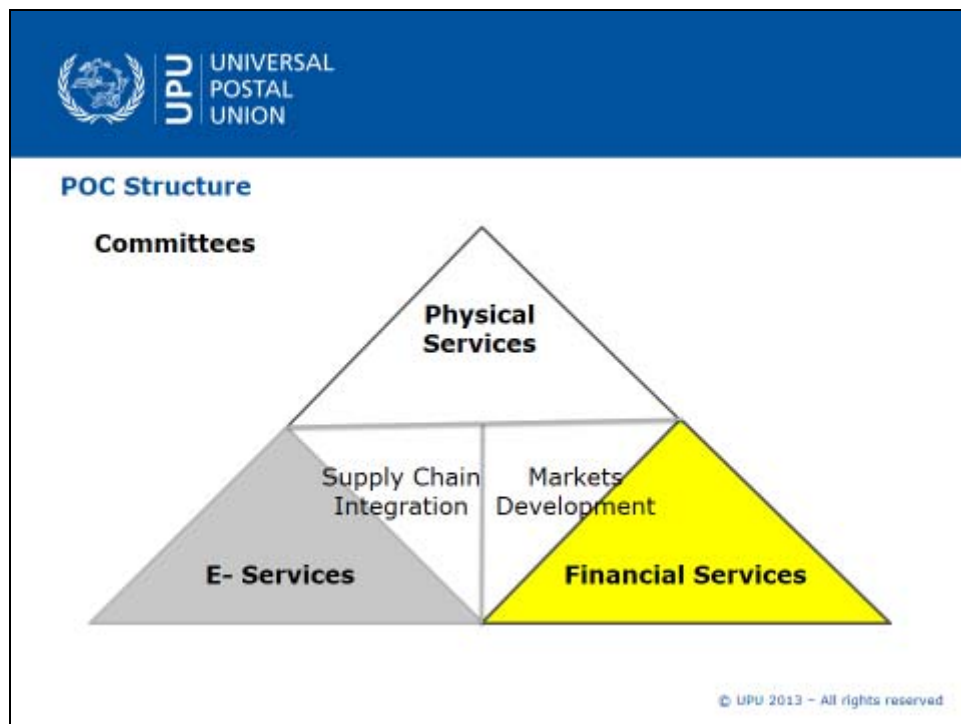 UPU
UNIVERSAL
POSTAL
UNION
POC Structure
Committees
Physical
Services
Supply Chain
Integration
Markets
Development
E- Services
Financial Services
© UPU 2013 – All rights reserved